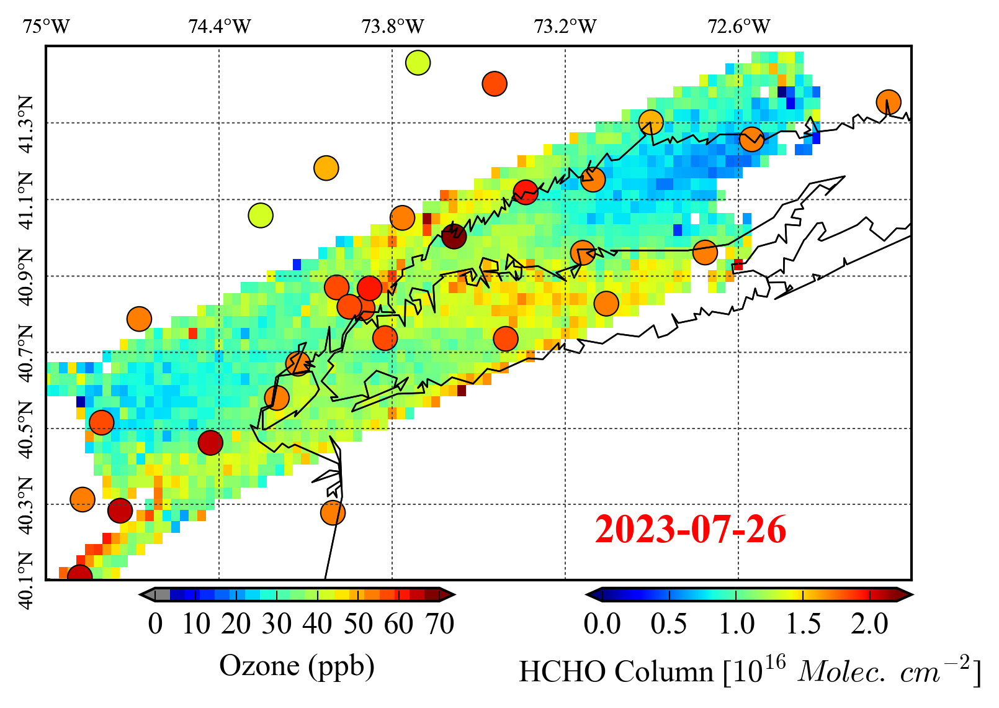 75°W 74.4°W 73.8°W 73.2°W 72.6°W
41.3°N
41.1°N
40.9°N
40.7°N
40.5°N
40.3°N
40.1°N
2023-07-26
0 10 20 30 40 50 60 70
Ozone (ppb)
0.0 0.5 1.0 1.5 2.0
HCHO Column [10¹⁶ Molec. cm⁻²]